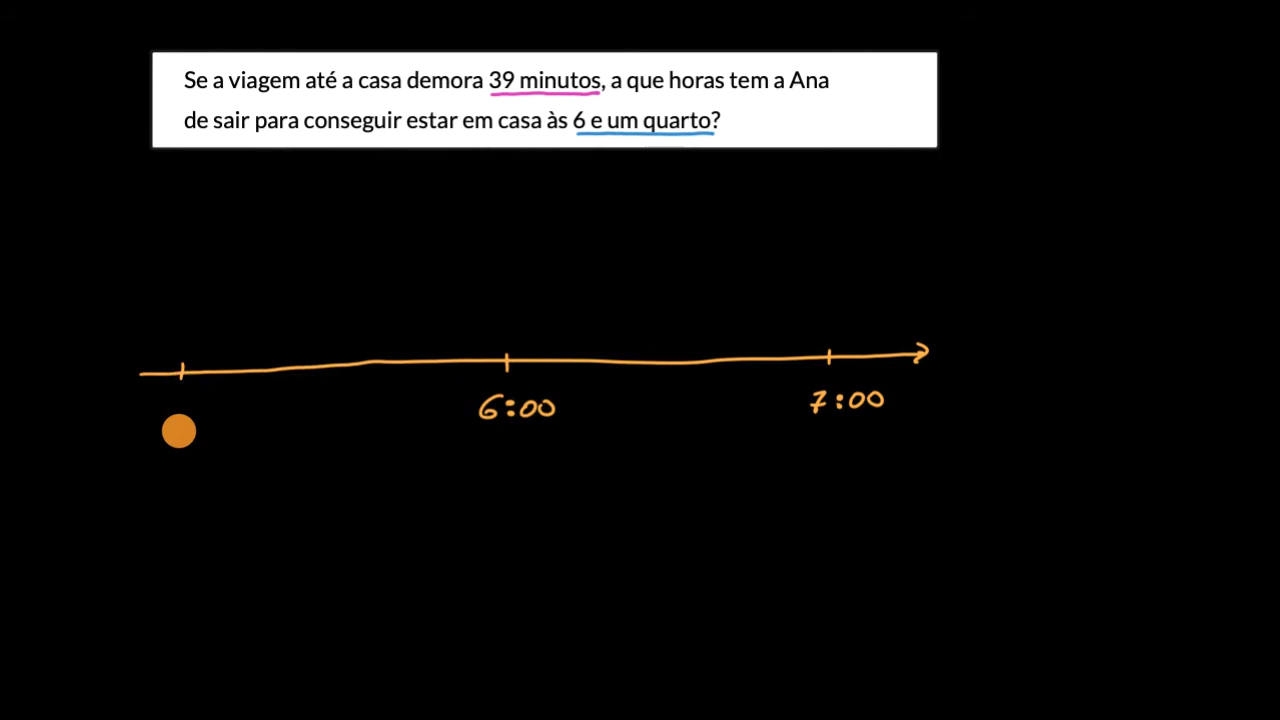 Se a viagem até a casa demora 39 minutos, a que horas tem a Ana
de sair para conseguir estar em casa às 6 e um quarto?
6:00
7:00